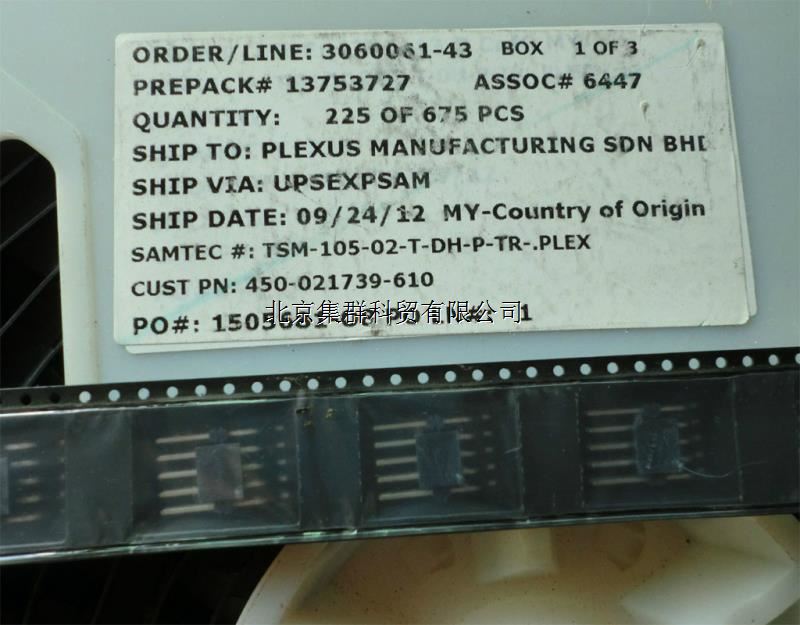 ORDER/LINE: 3060061-43 BOX 1 OF 3
PREPACK# 13753727 ASSOC# 6447
QUANTITY: 225 OF 675 PCS
SHIP TO: PLEXUS MANUFACTURING SDN BHD
SHIP VIA: UPSEXPSAM
SHIP DATE: 09/24/12 MY-Country of Origin
SAMTEC #: TSM-105-02-T-DH-P-TR-.PLEX
CUST PN: 450-021739-610
北京集群科贸有限公司
PO#: 1